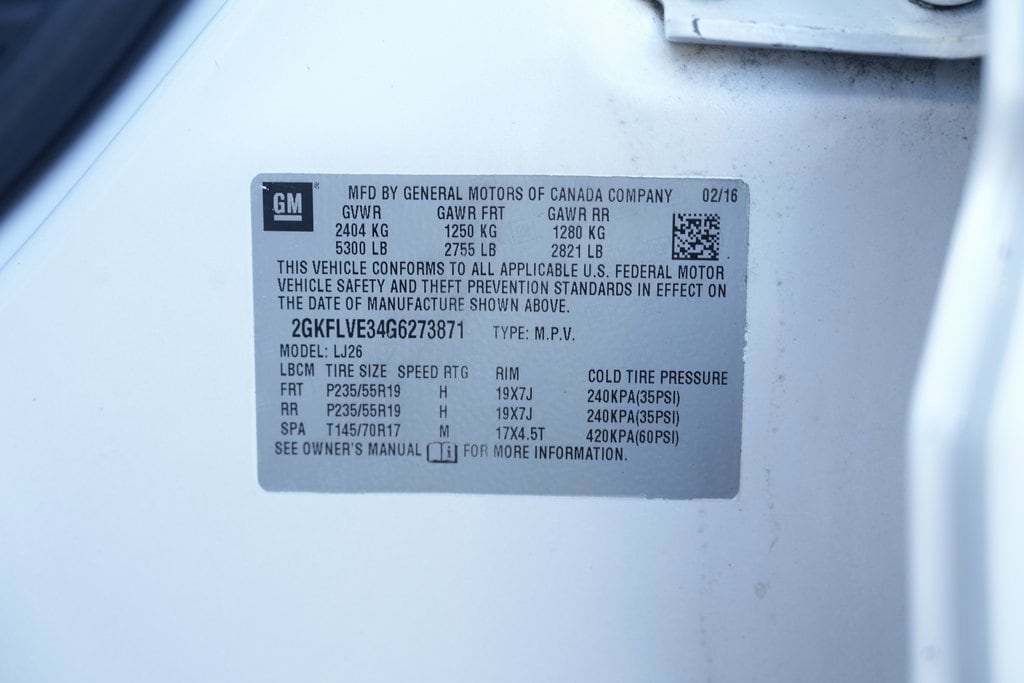 GM MFD BY GENERAL MOTORS OF CANADA COMPANY 02/16
GVWR GAWR FRT GAWR RR
2404 KG 1250 KG 1280 KG
5300 LB 2755 LB 2821 LB
THIS VEHICLE CONFORMS TO ALL APPLICABLE U.S. FEDERAL MOTOR
VEHICLE SAFETY AND THEFT PREVENTION STANDARDS IN EFFECT ON
THE DATE OF MANUFACTURE SHOWN ABOVE.
2GKFLVE34G6273871 TYPE: M.P.V.
MODEL: LJ26
LBCM TIRE SIZE SPEED RTG RIM COLD TIRE PRESSURE
FRT P235/55R19 H 19X7J 240KPA(35PSI)
RR P235/55R19 H 19X7J 240KPA(35PSI)
SPA T145/70R17 M 17X4.5T 420KPA(60PSI)
SEE OWNER'S MANUAL i FOR MORE INFORMATION.